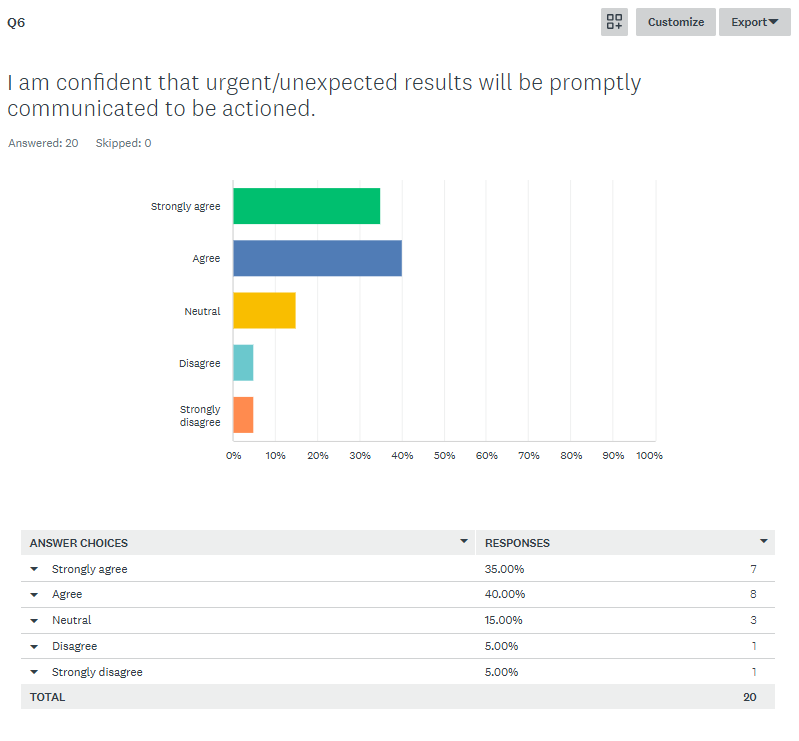 Q6
Customize
Export
I am confident that urgent/unexpected results will be promptly
communicated to be actioned.
Answered: 20 Skipped: 0
Strongly agree
Agree
Neutral
Disagree
Strongly
disagree
0% 10% 20% 30% 40% 50% 60% 70% 80% 90% 100%
ANSWER CHOICES RESPONSES
Strongly agree 35.00% 7
Agree 40.00% 8
Neutral 15.00% 3
Disagree 5.00% 1
Strongly disagree 5.00% 1
TOTAL 20